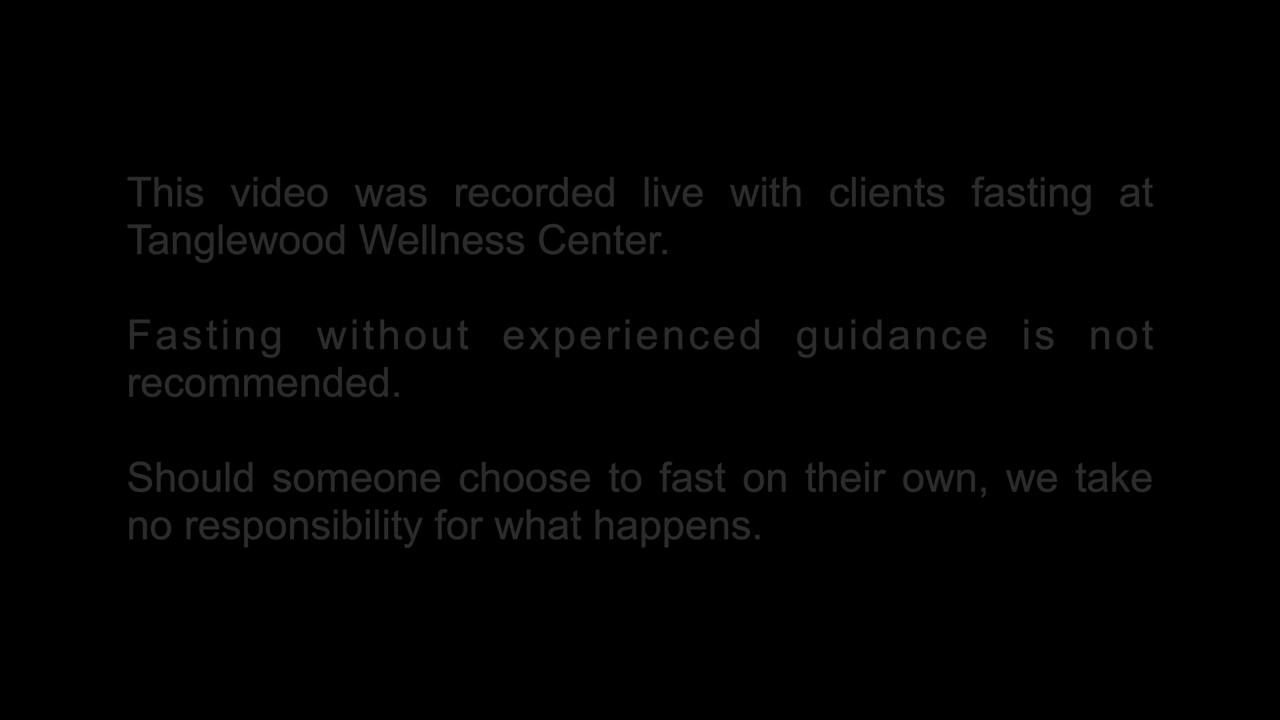 This video was recorded live with clients fasting at
Tanglewood Wellness Center.
Fasting without experienced guidance is not
recommended.
Should someone choose to fast on their own, we take
no responsibility for what happens.